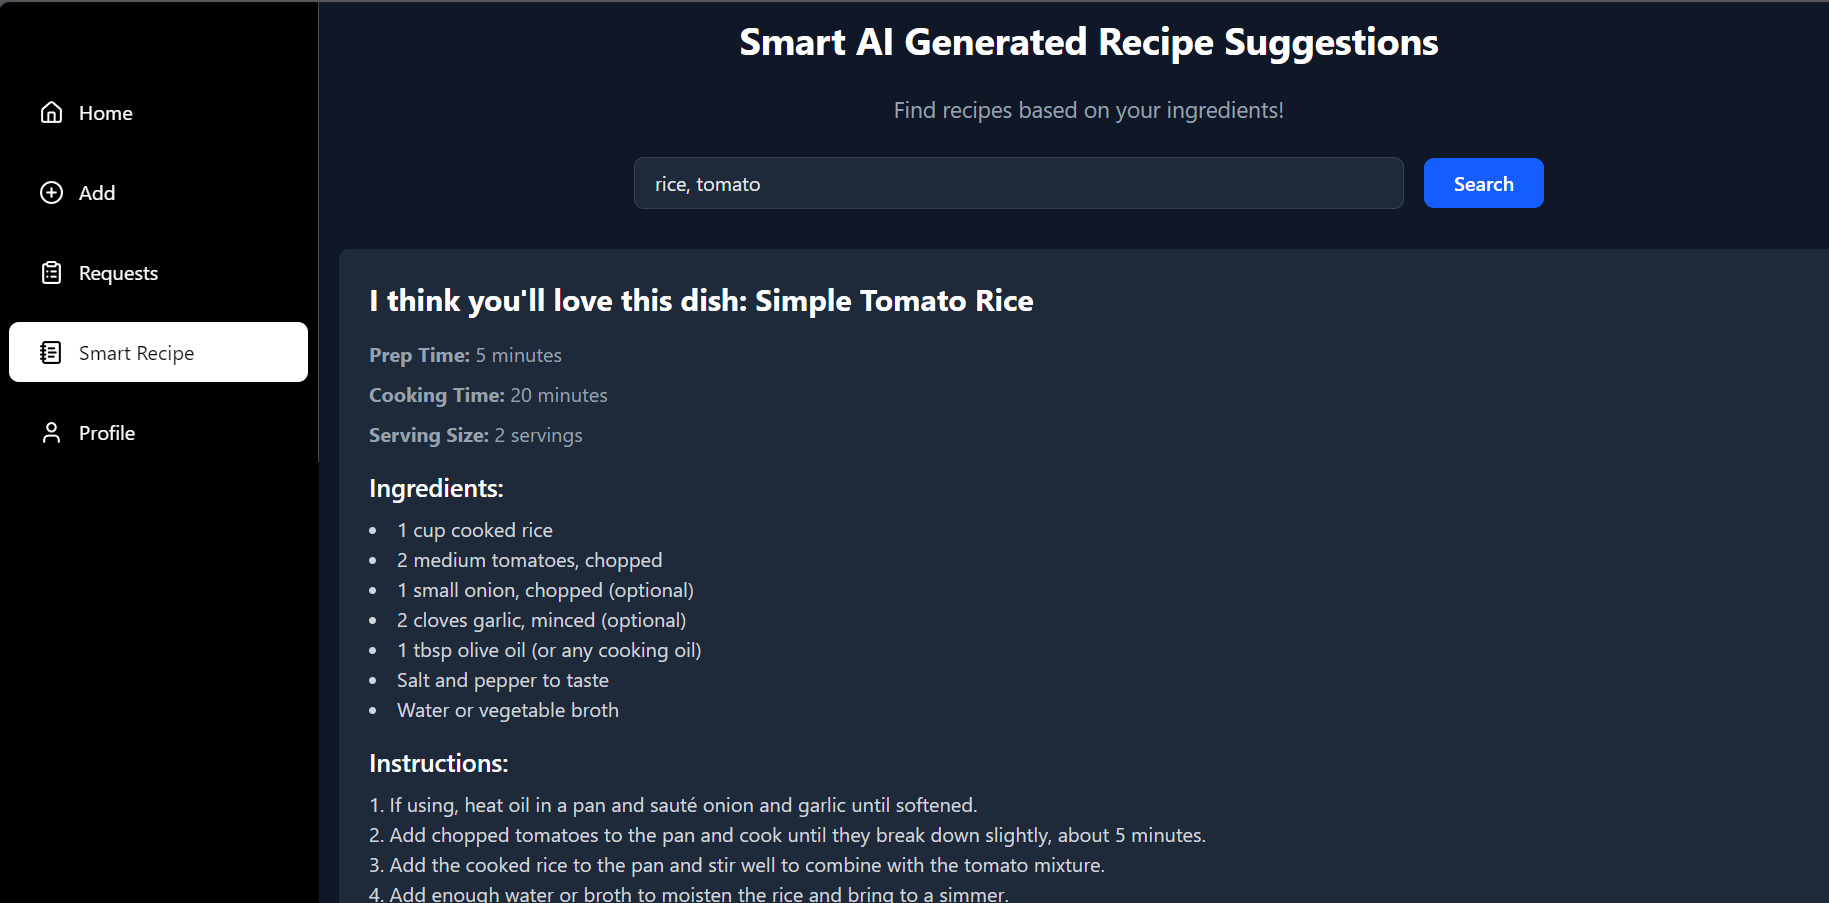 Home
Add
Requests
Smart Recipe
Profile
Smart AI Generated Recipe Suggestions
Find recipes based on your ingredients!
rice, tomato
Search
I think you'll love this dish: Simple Tomato Rice
Prep Time: 5 minutes
Cooking Time: 20 minutes
Serving Size: 2 servings
Ingredients:
• 1 cup cooked rice
• 2 medium tomatoes, chopped
• 1 small onion, chopped (optional)
• 2 cloves garlic, minced (optional)
• 1 tbsp olive oil (or any cooking oil)
• Salt and pepper to taste
• Water or vegetable broth
Instructions:
1. If using, heat oil in a pan and sauté onion and garlic until softened.
2. Add chopped tomatoes to the pan and cook until they break down slightly, about 5 minutes.
3. Add the cooked rice to the pan and stir well to combine with the tomato mixture.
4. Add enough water or broth to moisten the rice and bring to a simmer.